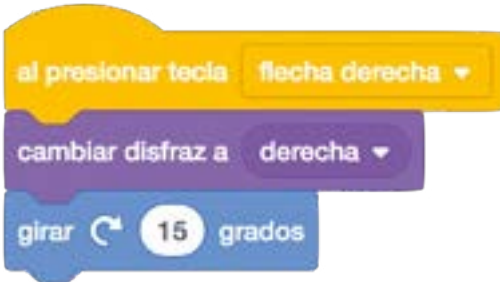 al presionar tecla flecha derecha
cambiar disfraz a derecha
girar 15 grados